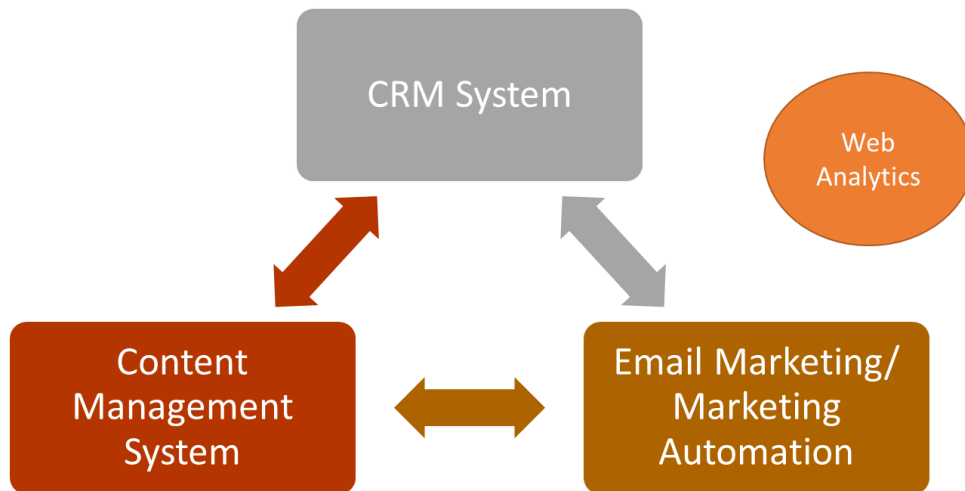 CRM System
Web
Analytics
Content
Management
System
Email Marketing/
Marketing
Automation